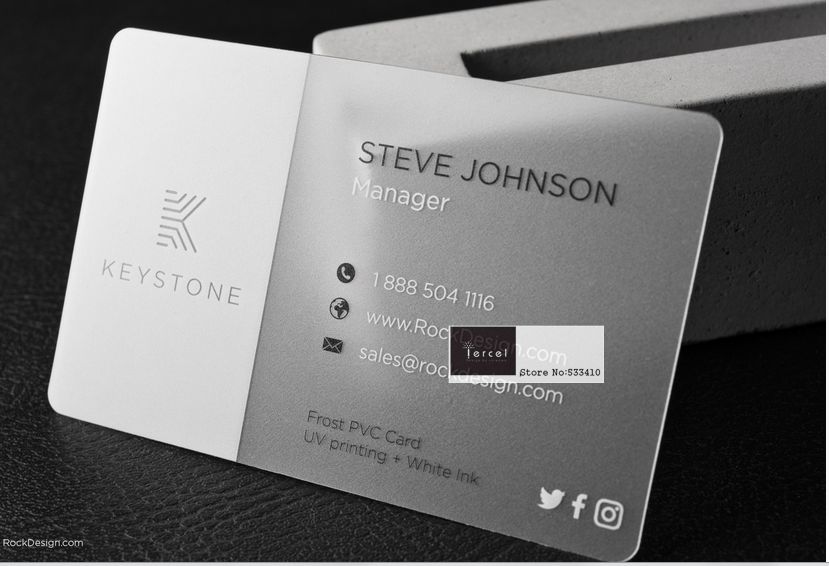 STEVE JOHNSON
Manager
KEYSTONE
1 888 504 1116
www.RockDesign.com
sales@rockdesign.com
Tercel
Store No:533410
Frost PVC Card
UV printing + White Ink
RockDesign.com